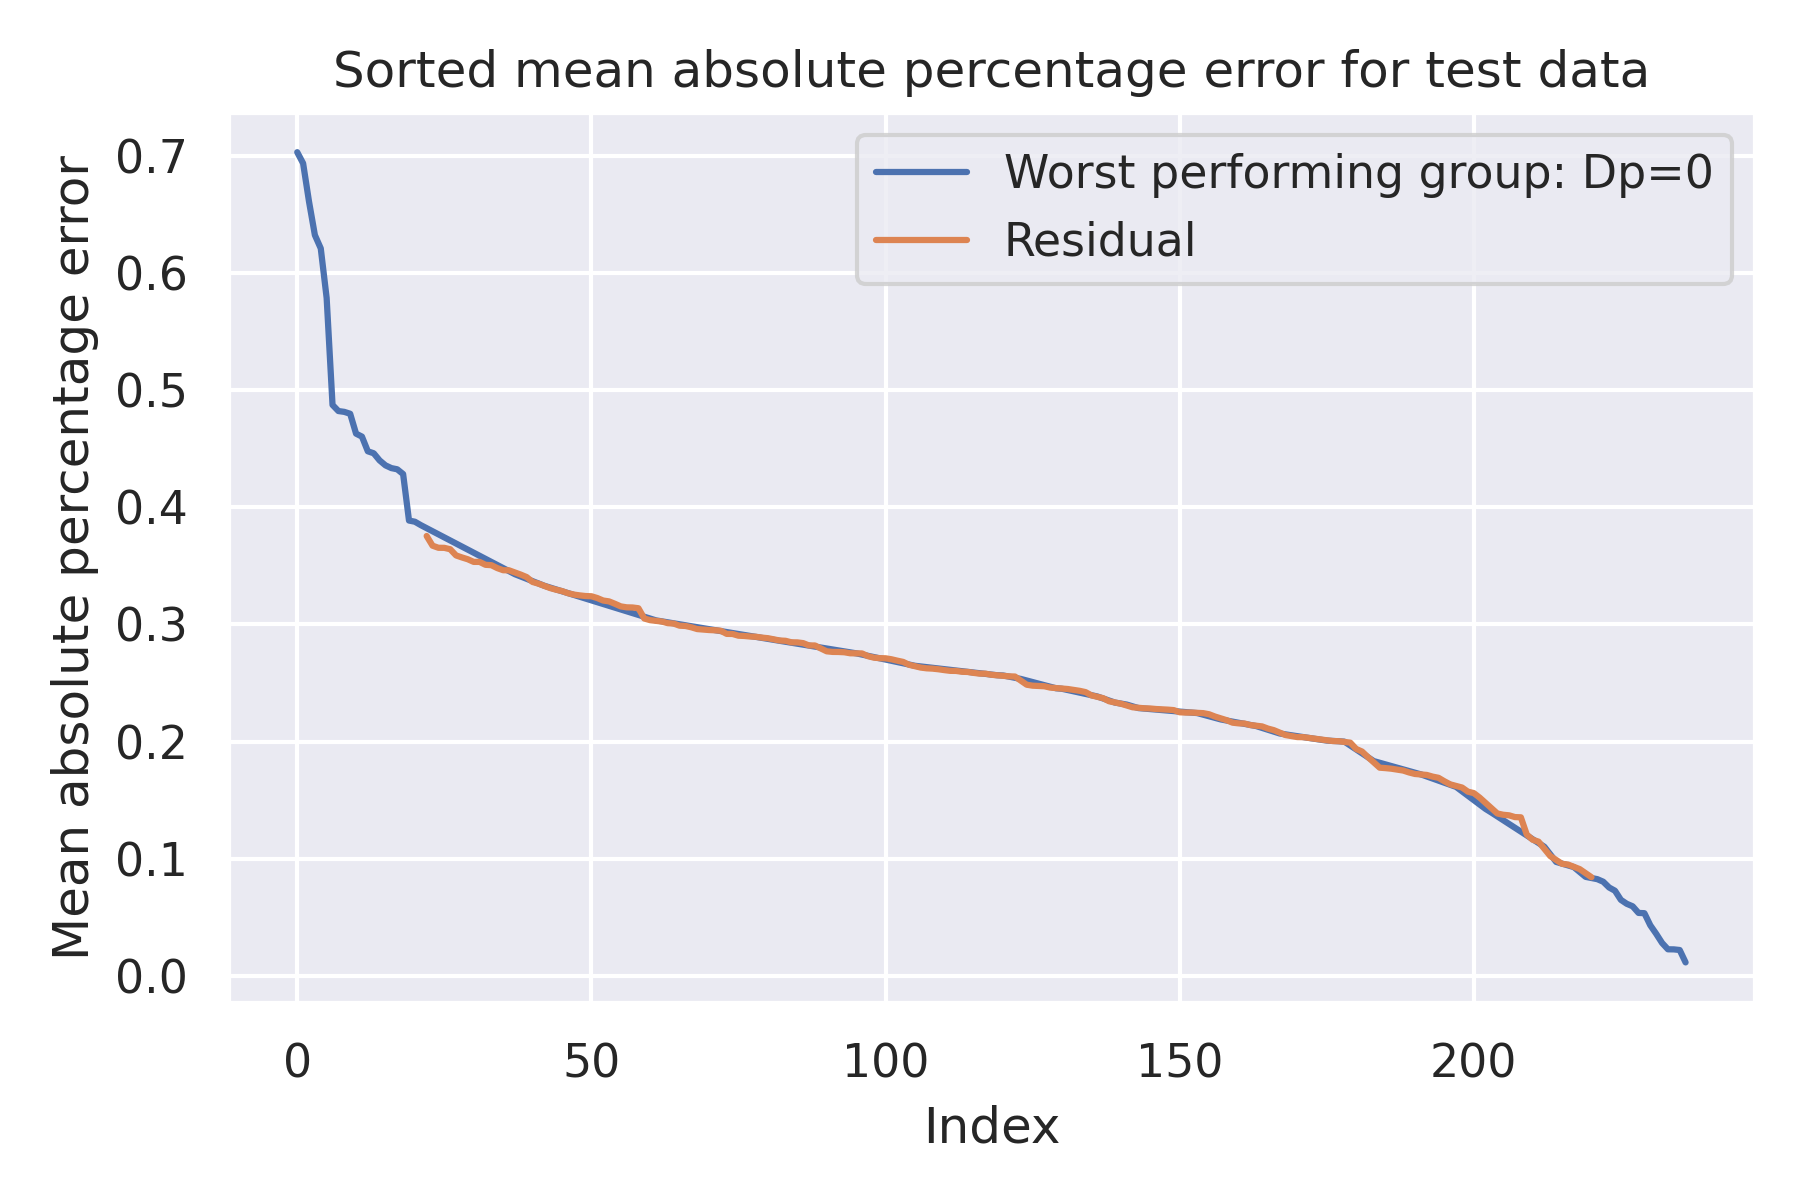 Sorted mean absolute percentage error for test data
Worst performing group: Dp=0
Residual
Mean absolute percentage error
0.7
0.6
0.5
0.4
0.3
0.2
0.1
0.0
0 50 100 150 200
Index